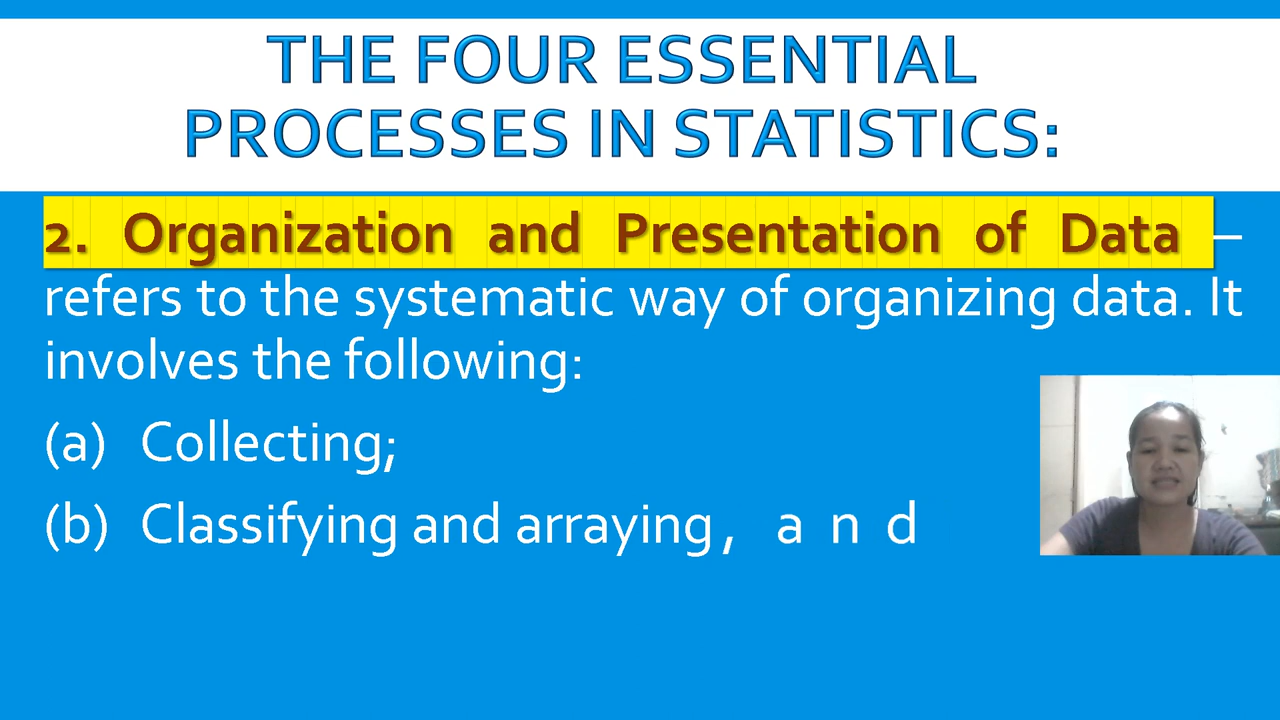 THE FOUR ESSENTIAL
PROCESSES IN STATISTICS:
2. Organization and Presentation of Data –
refers to the systematic way of organizing data. It
involves the following:
(a) Collecting;
(b) Classifying and arraying, a n d